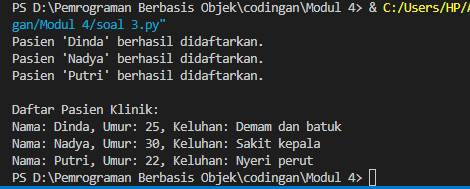 PS D:\Pemrograman Berbasis Objek\codingan\Modul 4> & C:/Users/HP/
gan/Modul 4/soal 3.py"
Pasien 'Dinda' berhasil didaftarkan.
Pasien 'Nadya' berhasil didaftarkan.
Pasien 'Putri' berhasil didaftarkan.
Daftar Pasien Klinik:
Nama: Dinda, Umur: 25, Keluhan: Demam dan batuk
Nama: Nadya, Umur: 30, Keluhan: Sakit kepala
Nama: Putri, Umur: 22, Keluhan: Nyeri perut
PS D:\Pemrograman Berbasis Objek\codingan\Modul 4>